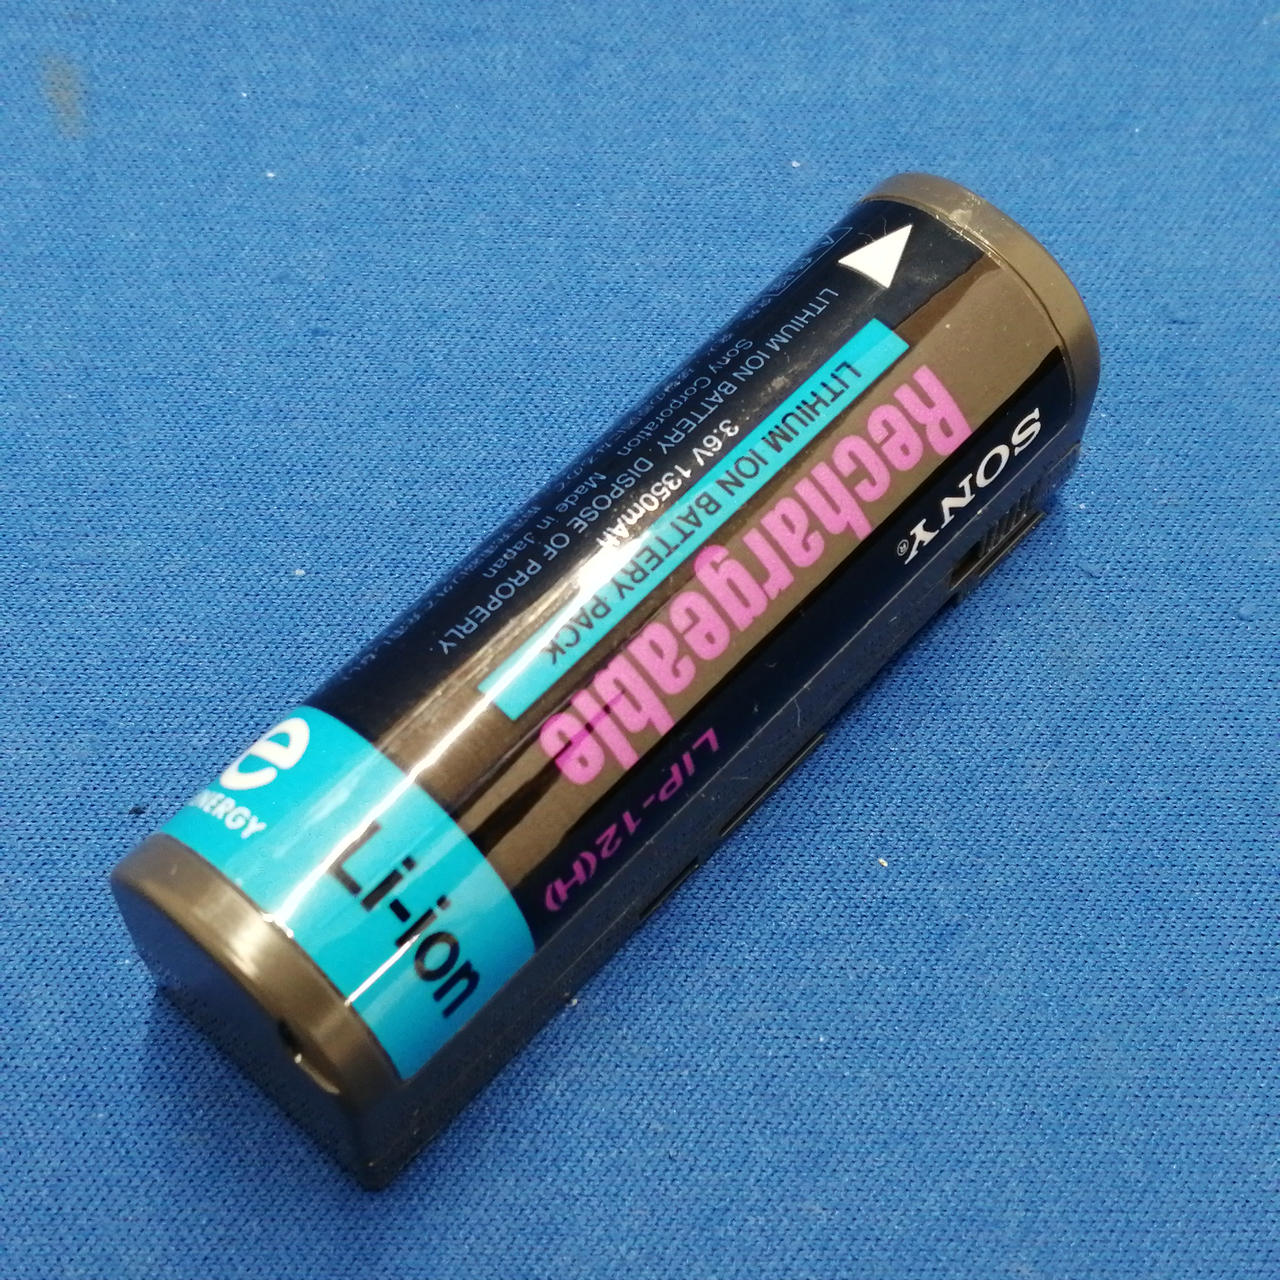 SONY®
LIP-12(H)
Rechargeable
LITHIUM ION BATTERY PACK
3.6V 1350mAh
LITHIUM ION BATTERY. DISPOSE OF PROPERLY.
Sony Corporation Made in Japan
Li-ion
e
ENERGY